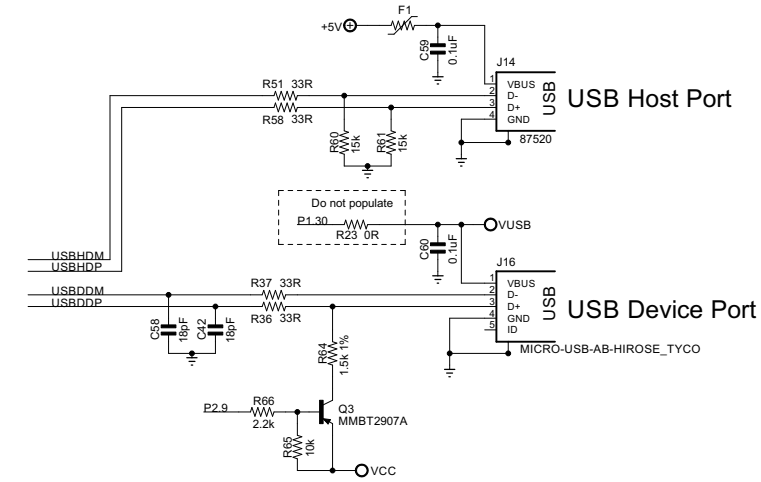 F1
+5V
C59
0.1uF
J14
R51 33R
1 VBUS
2 D-
3 D+
4 GND
USB
USB Host Port
R58 33R
R60
15k
R61
15k
87520
Do not populate
P1.30
R23 0R
VUSB
C60
0.1uF
USBHDM
USBHDP
J16
USBDDM
USBDDP
R37 33R
R36 33R
1 VBUS
2 D-
3 D+
4 GND
5 ID
USB
USB Device Port
C58
18pF
C42
18pF
MICRO-USB-AB-HIROSE_TYCO
R64
1.5k 1%
P2.9
R66
2.2k
Q3
MMBT2907A
R65
10k
VCC